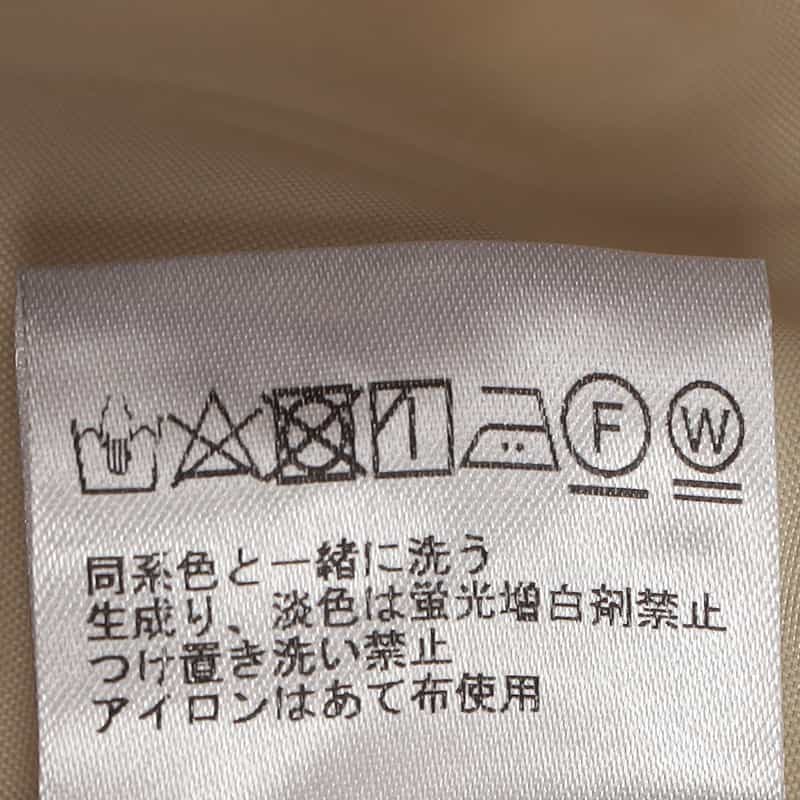 F W
同系色と一緒に洗う
生成り、淡色は蛍光増白剤禁止
つけ置き洗い禁止
アイロンはあて布使用